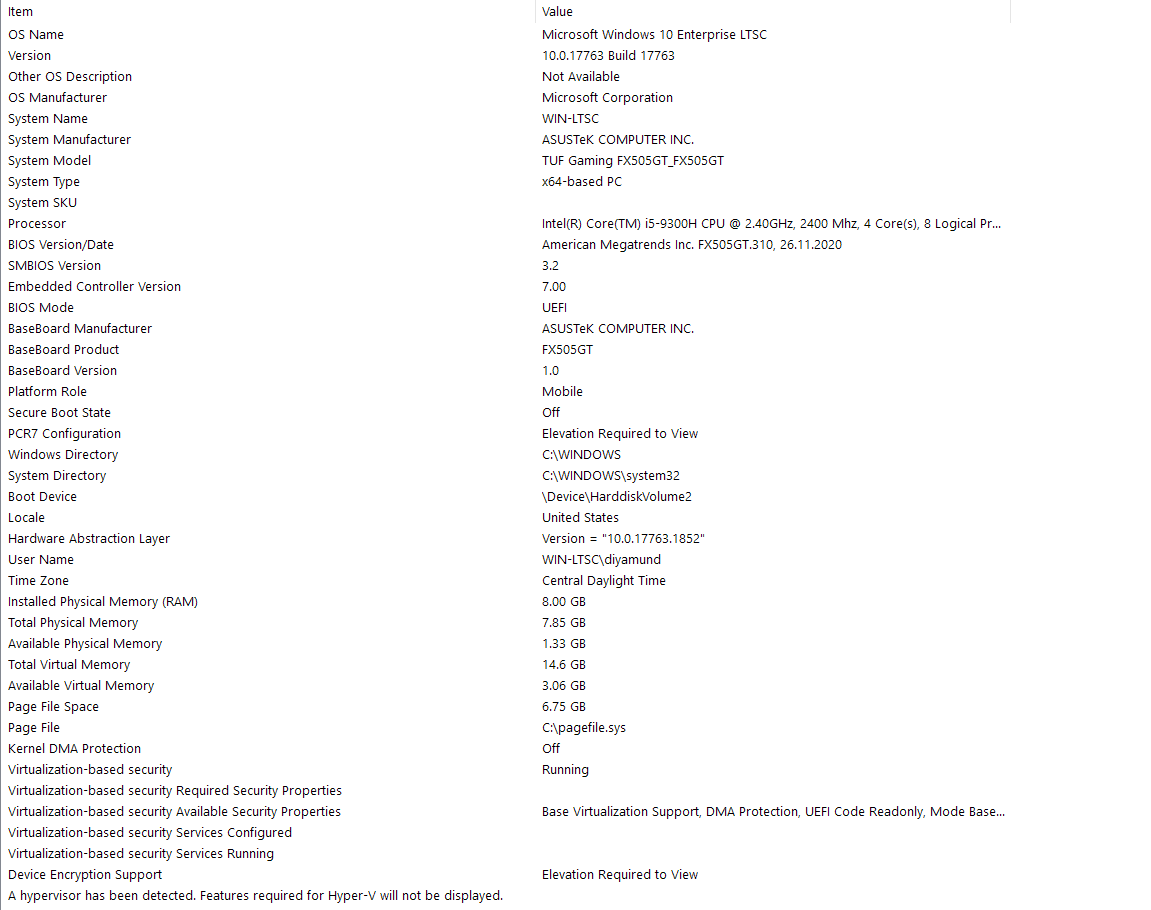 Item Value
OS Name Microsoft Windows 10 Enterprise LTSC
Version 10.0.17763 Build 17763
Other OS Description Not Available
OS Manufacturer Microsoft Corporation
System Name WIN-LTSC
System Manufacturer ASUSTeK COMPUTER INC.
System Model TUF Gaming FX505GT_FX505GT
System Type x64-based PC
System SKU
Processor Intel(R) Core(TM) i5-9300H CPU @ 2.40GHz, 2400 Mhz, 4 Core(s), 8 Logical Pr...
BIOS Version/Date American Megatrends Inc. FX505GT.310, 26.11.2020
SMBIOS Version 3.2
Embedded Controller Version 7.00
BIOS Mode UEFI
BaseBoard Manufacturer ASUSTeK COMPUTER INC.
BaseBoard Product FX505GT
BaseBoard Version 1.0
Platform Role Mobile
Secure Boot State Off
PCR7 Configuration Elevation Required to View
Windows Directory C:\WINDOWS
System Directory C:\WINDOWS\system32
Boot Device \Device\HarddiskVolume2
Locale United States
Hardware Abstraction Layer Version = "10.0.17763.1852"
User Name WIN-LTSC\diyamund
Time Zone Central Daylight Time
Installed Physical Memory (RAM) 8.00 GB
Total Physical Memory 7.85 GB
Available Physical Memory 1.33 GB
Total Virtual Memory 14.6 GB
Available Virtual Memory 3.06 GB
Page File Space 6.75 GB
Page File C:\pagefile.sys
Kernel DMA Protection Off
Virtualization-based security Running
Virtualization-based security Required Security Properties
Virtualization-based security Available Security Properties Base Virtualization Support, DMA Protection, UEFI Code Readonly, Mode Base...
Virtualization-based security Services Configured
Virtualization-based security Services Running
Device Encryption Support Elevation Required to View
A hypervisor has been detected. Features required for Hyper-V will not be displayed.